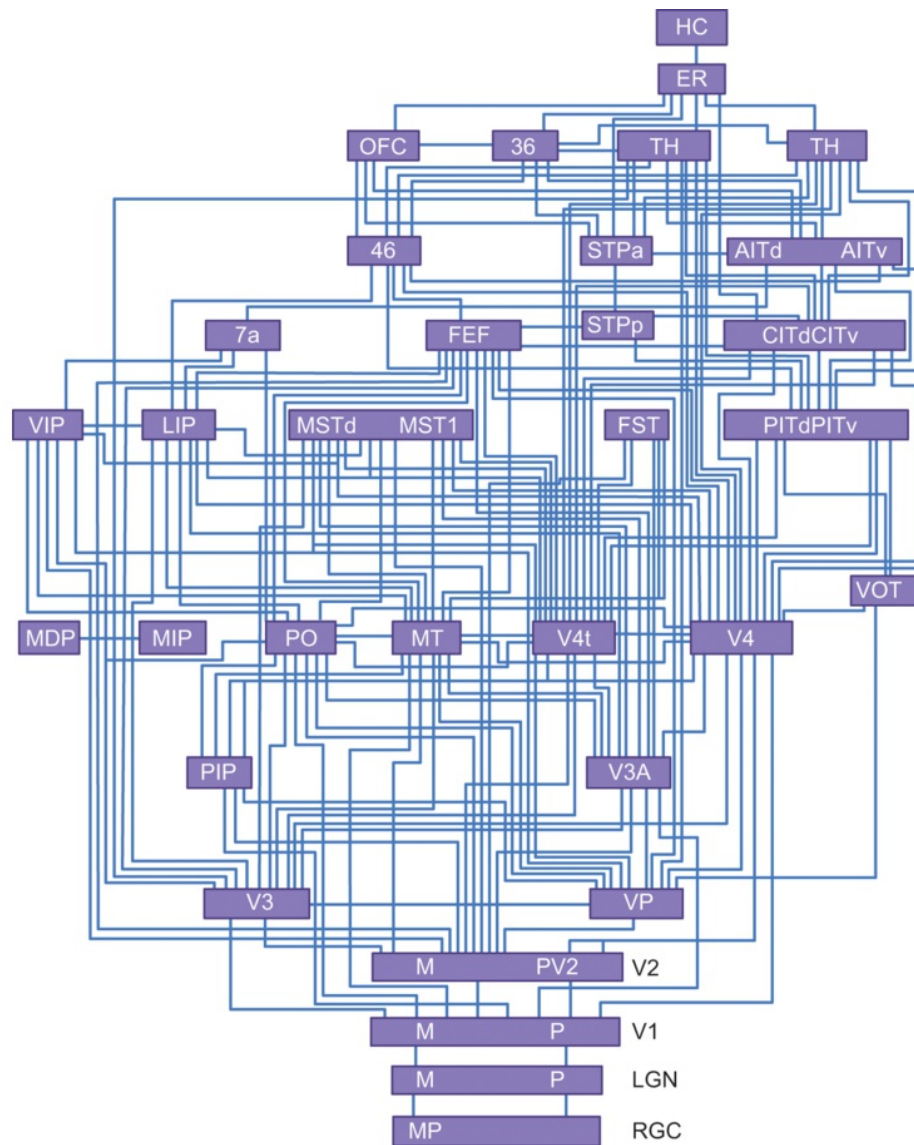 HC
ER
OFC 36 TH TH
46 STPa AITd AITv
7a FEF STPp CITdCITv
VIP LIP MSTd MST1 FST PITdPITv
VOT
MDP MIP PO MT V4t V4
PIP V3A
V3 VP
M PV2 V2
M P V1
M P LGN
MP RGC